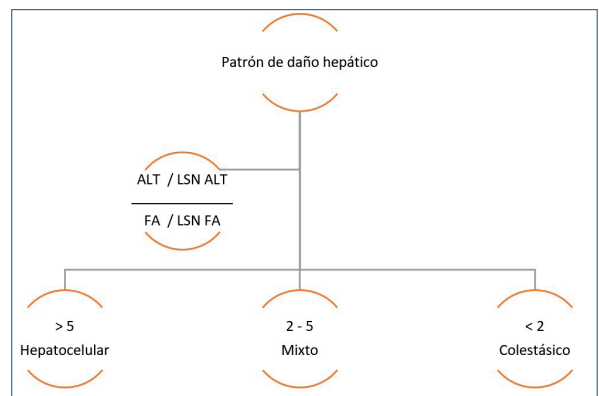 Patrón de daño hepático
ALT / LSN ALT
FA / LSN FA
> 5
Hepatocelular
2 - 5
Mixto
< 2
Colestásico